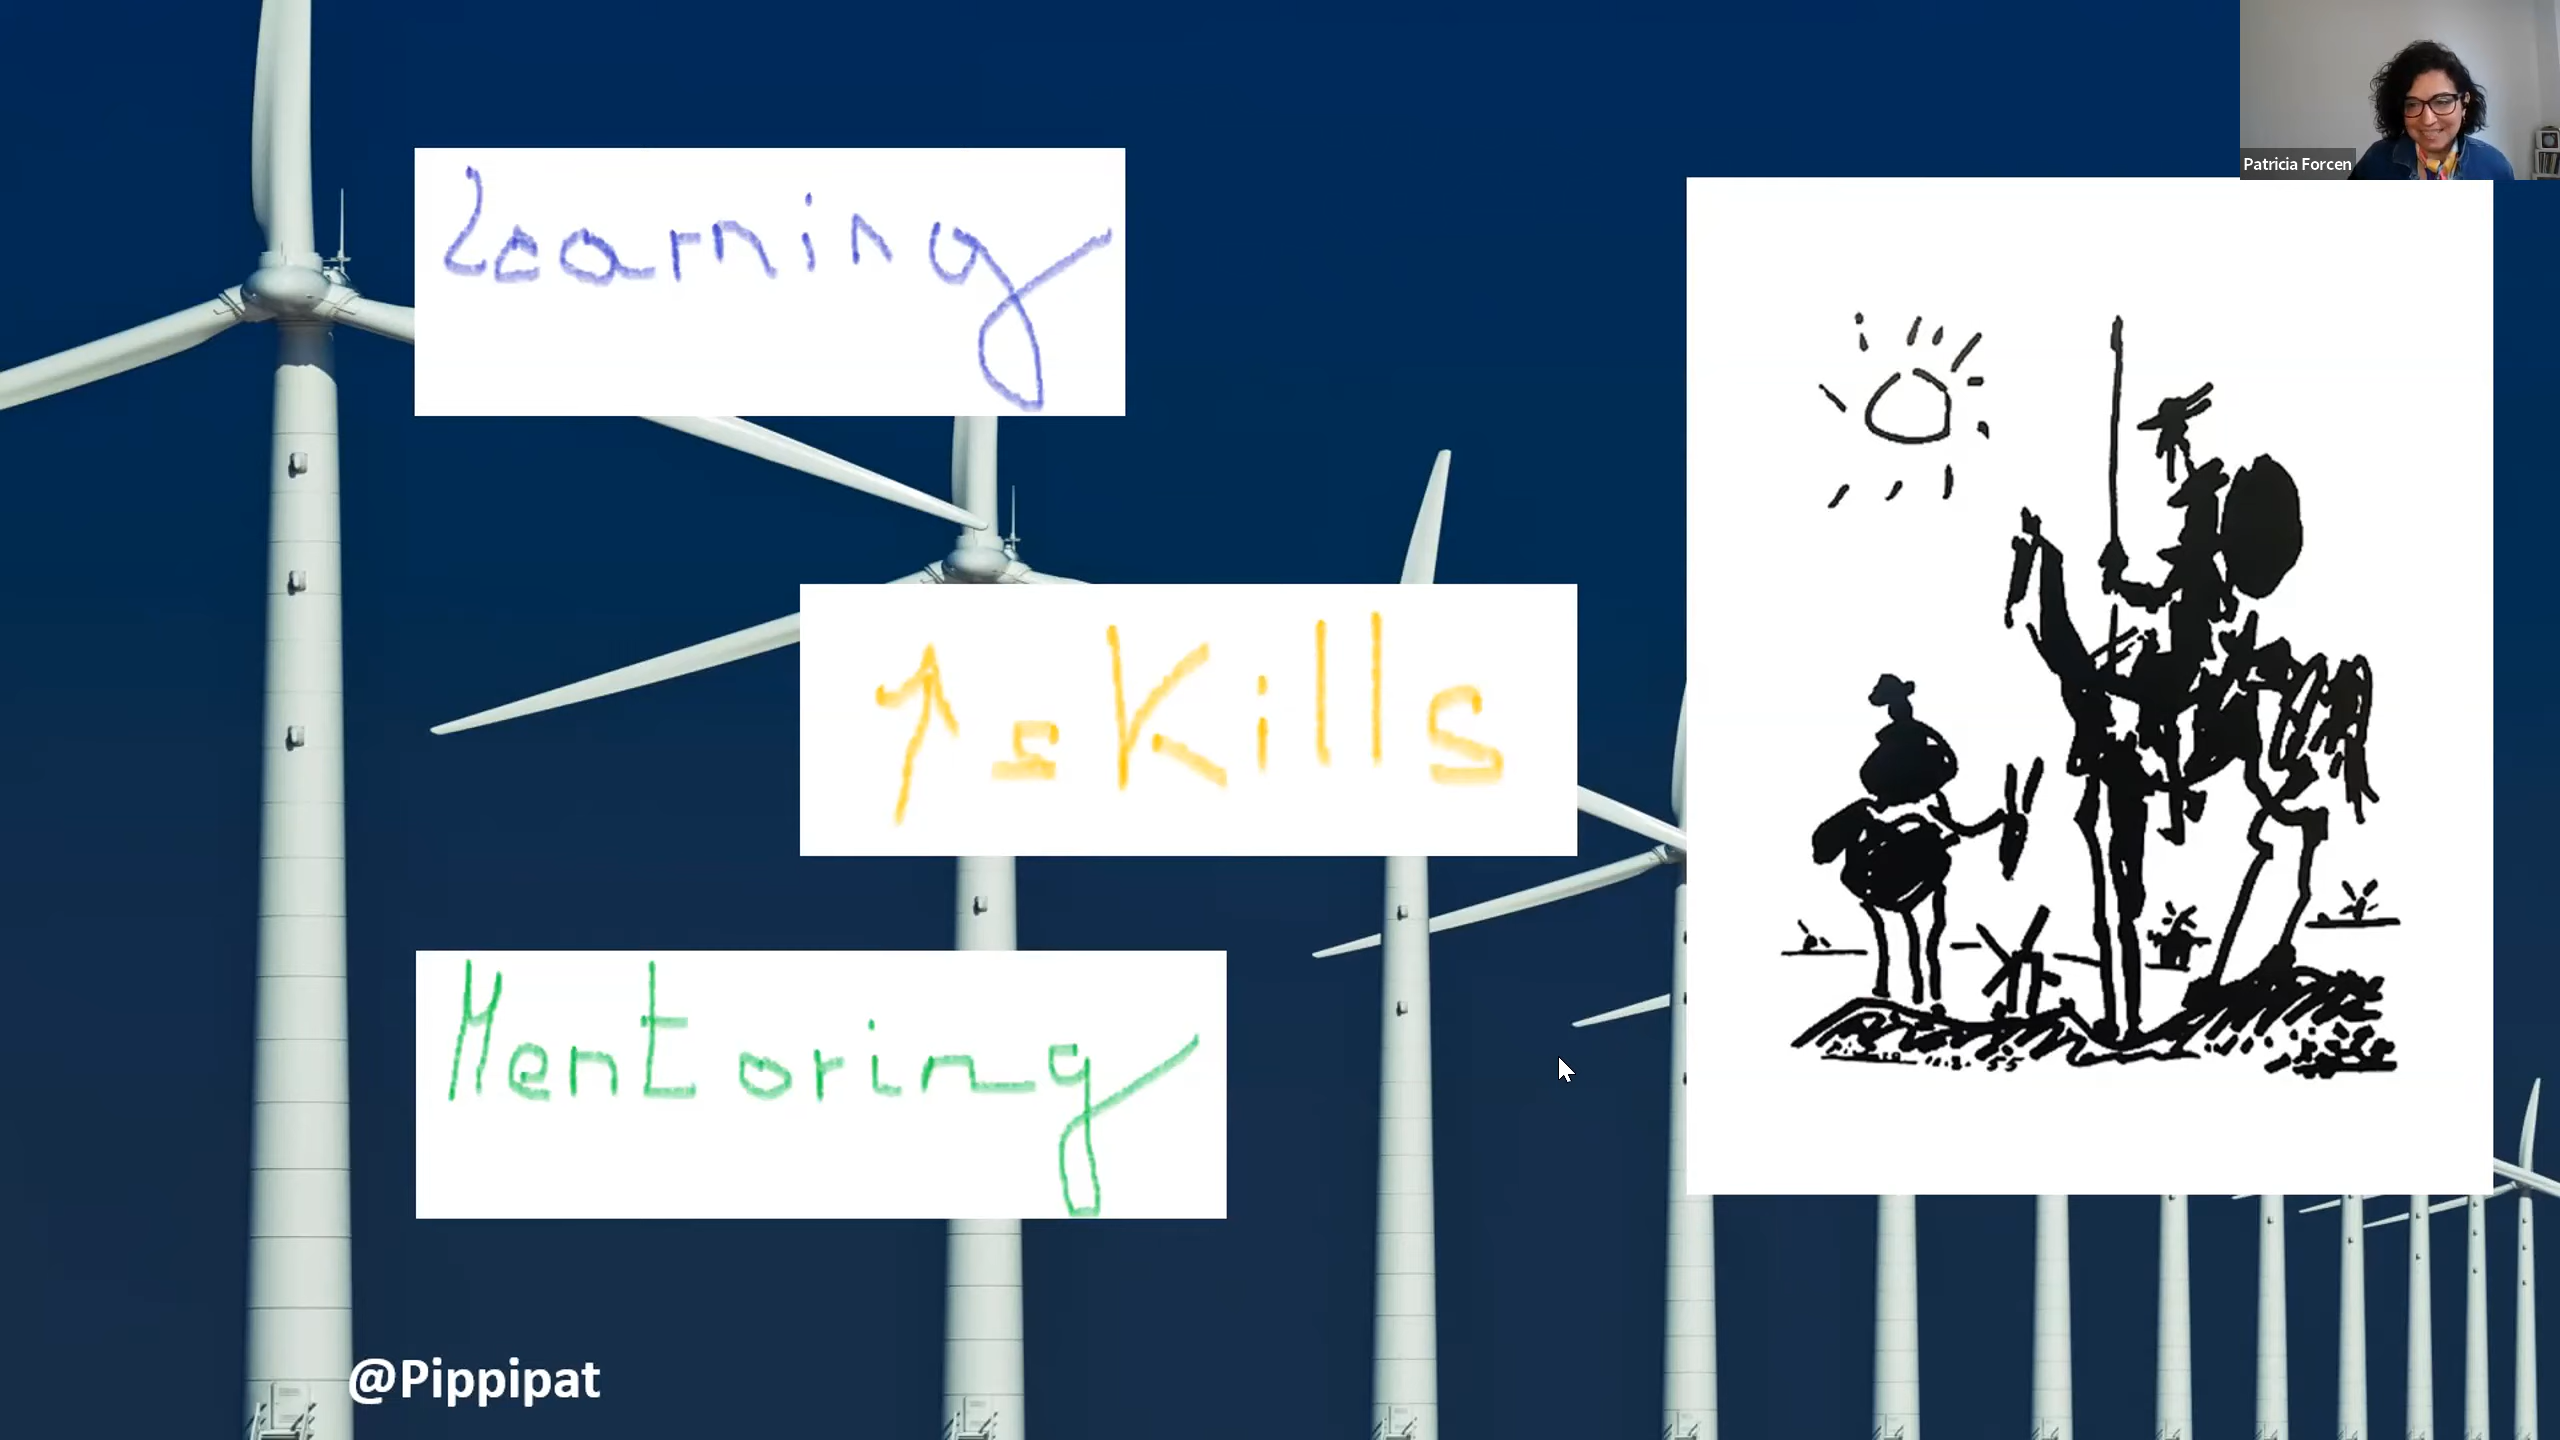 Patricia Forcen
Learning
↑ sKills
Mentoring
@Pippipat